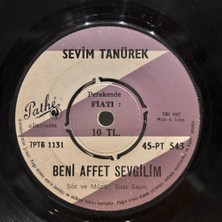 SEVİM TANÜREK
Perakende
FİATI :
10 TL.
Pathé
TPTG 1131
45-PT 543
BENİ AFFET SEVGİLİM
Söz ve Müzik: Suat Sayın